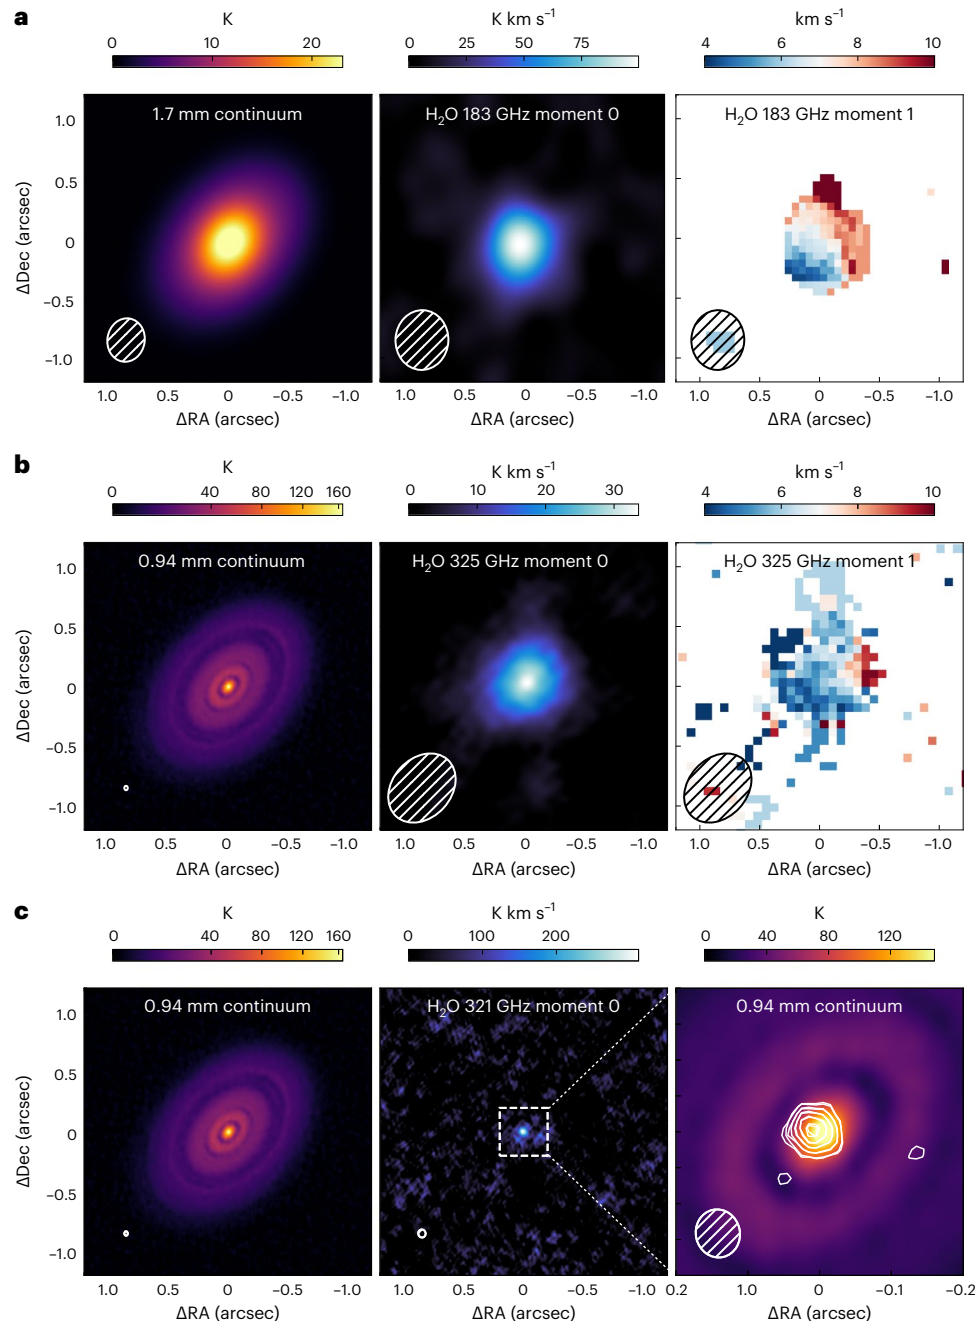 a
K
K km s⁻¹
km s⁻¹
0 10 20
0 25 50 75
4 6 8 10
1.7 mm continuum
H₂O 183 GHz moment 0
H₂O 183 GHz moment 1
1.0
0.5
0
–0.5
–1.0
ΔDec (arcsec)
1.0 0.5 0 –0.5 –1.0
1.0 0.5 0 –0.5 –1.0
1.0 0.5 0 –0.5 –1.0
ΔRA (arcsec)
ΔRA (arcsec)
ΔRA (arcsec)
b
K
K km s⁻¹
km s⁻¹
0 40 80 120 160
0 10 20 30
4 6 8 10
0.94 mm continuum
H₂O 325 GHz moment 0
H₂O 325 GHz moment 1
1.0
0.5
0
–0.5
–1.0
ΔDec (arcsec)
1.0 0.5 0 –0.5 –1.0
1.0 0.5 0 –0.5 –1.0
1.0 0.5 0 –0.5 –1.0
ΔRA (arcsec)
ΔRA (arcsec)
ΔRA (arcsec)
c
K
K km s⁻¹
K
0 40 80 120 160
0 100 200
0 40 80 120
0.94 mm continuum
H₂O 321 GHz moment 0
0.94 mm continuum
1.0
0.5
0
–0.5
–1.0
ΔDec (arcsec)
1.0 0.5 0 –0.5 –1.0
1.0 0.5 0 –0.5 –1.0
0.2 1.0 0 –0.1 –0.2
ΔRA (arcsec)
ΔRA (arcsec)
ΔRA (arcsec)